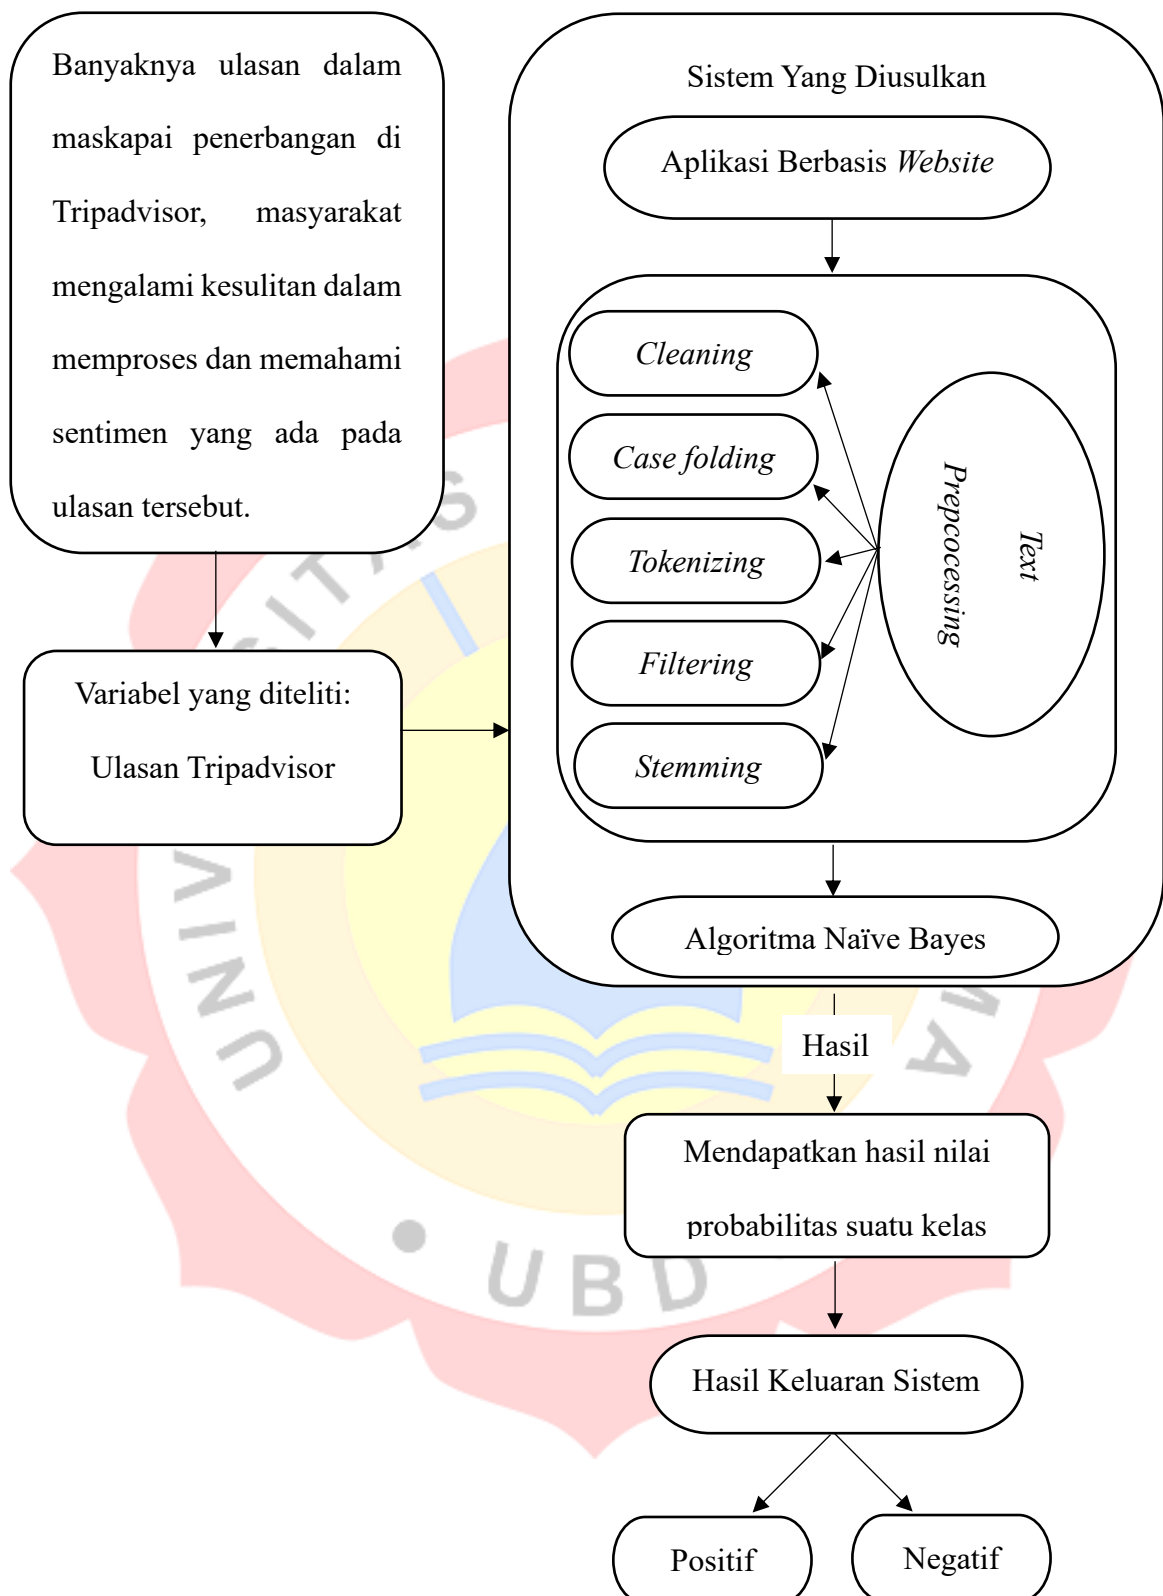 Banyaknya ulasan dalam
maskapai penerbangan di
Tripadvisor, masyarakat
mengalami kesulitan dalam
memproses dan memahami
sentimen yang ada pada
ulasan tersebut.
Variabel yang diteliti:
Ulasan Tripadvisor
Sistem Yang Diusulkan
Aplikasi Berbasis Website
Cleaning
Case folding
Tokenizing
Filtering
Stemming
Text
Prepcocessing
Algoritma Naïve Bayes
Hasil
Mendapatkan hasil nilai
probabilitas suatu kelas
Hasil Keluaran Sistem
Positif
Negatif
UBD